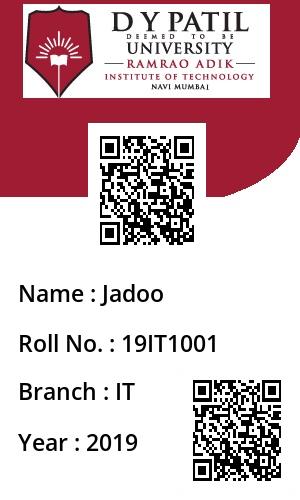 D Y PATIL
DEEMED TO BE
UNIVERSITY
RAMRAO ADIK
INSTITUTE OF TECHNOLOGY
NAVI MUMBAI
Name : Jadoo
Roll No. : 19IT1001
Branch : IT
Year : 2019